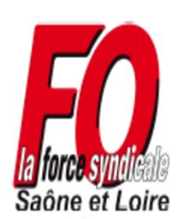 FO
la force syndicale
Saône et Loire